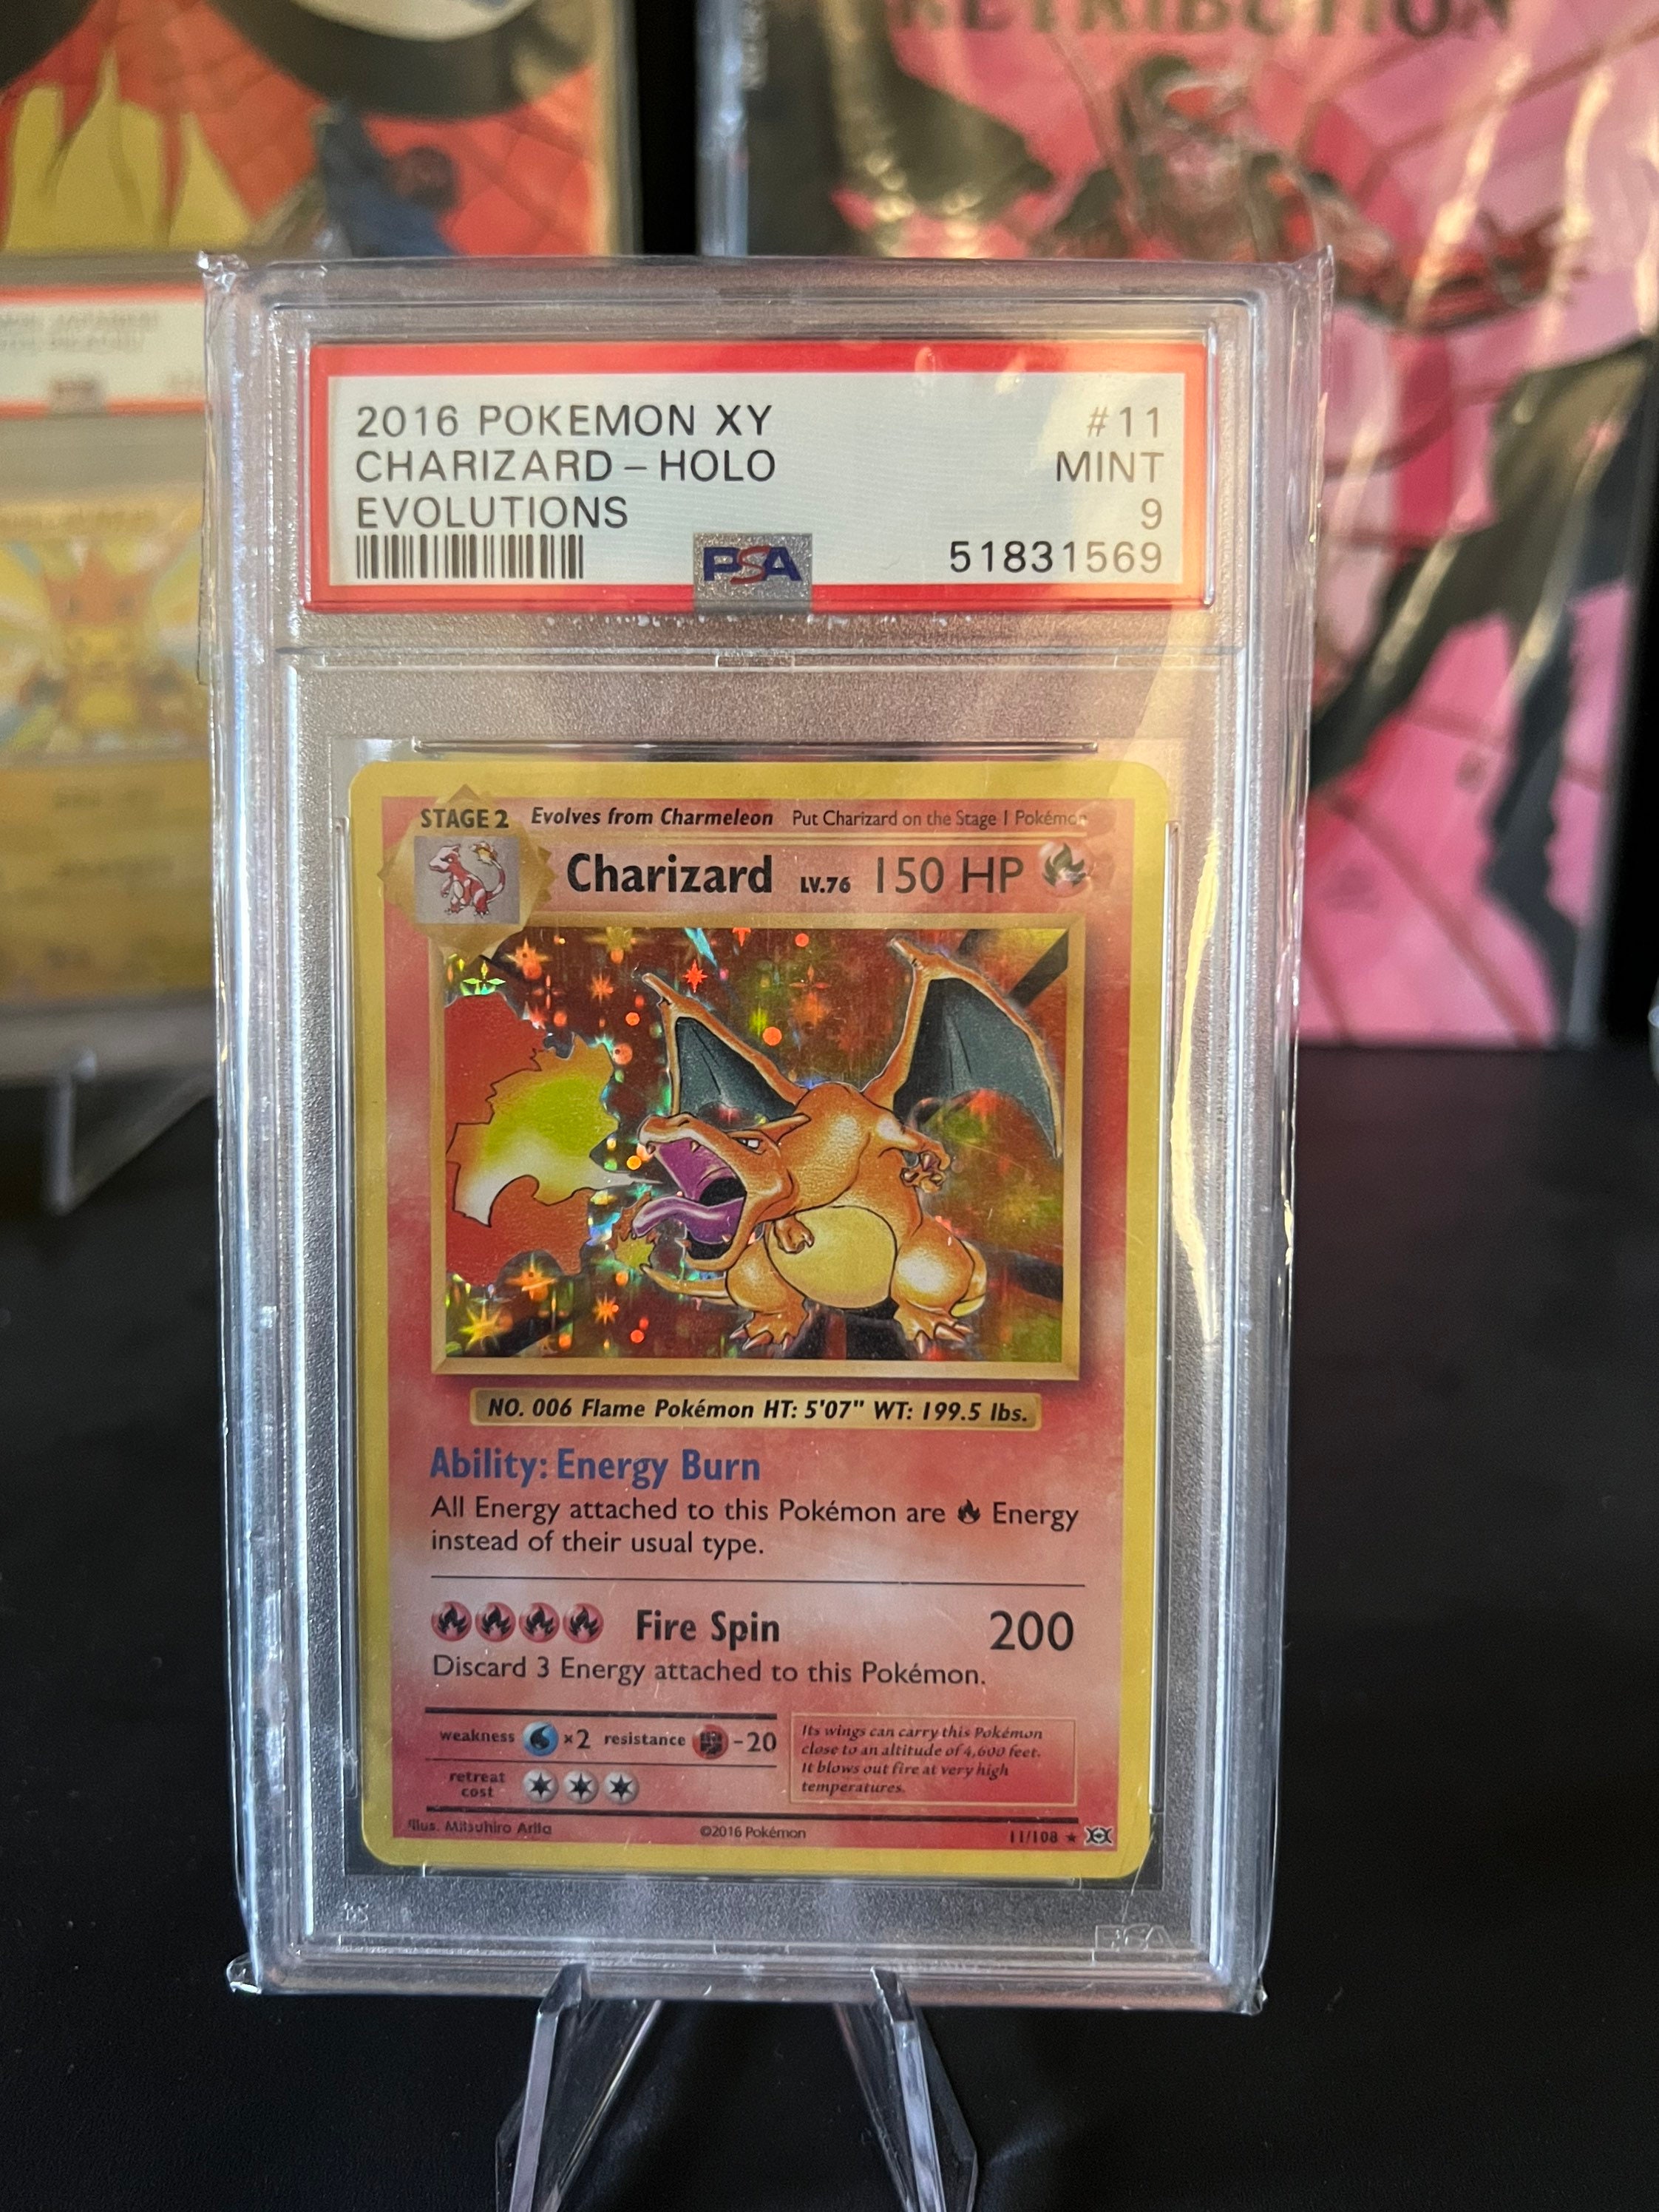 RETRIBUTION
2016 POKEMON XY #11
CHARIZARD – HOLO MINT
EVOLUTIONS 9
PSA 51831569
STAGE 2 Evolves from Charmeleon Put Charizard on the Stage 1 Pokémon
Charizard LV.76 150 HP
NO. 006 Flame Pokémon HT: 5'07" WT: 199.5 lbs.
Ability: Energy Burn
All Energy attached to this Pokémon are Energy
instead of their usual type.
Fire Spin 200
Discard 3 Energy attached to this Pokémon.
weakness ×2 resistance -20
retreat
cost
Its wings can carry this Pokémon
close to an altitude of 4,600 feet.
It blows out fire at very high
temperatures.
Illus. Mitsuhiro Arita ©2016 Pokémon 11/108 ★
PSA